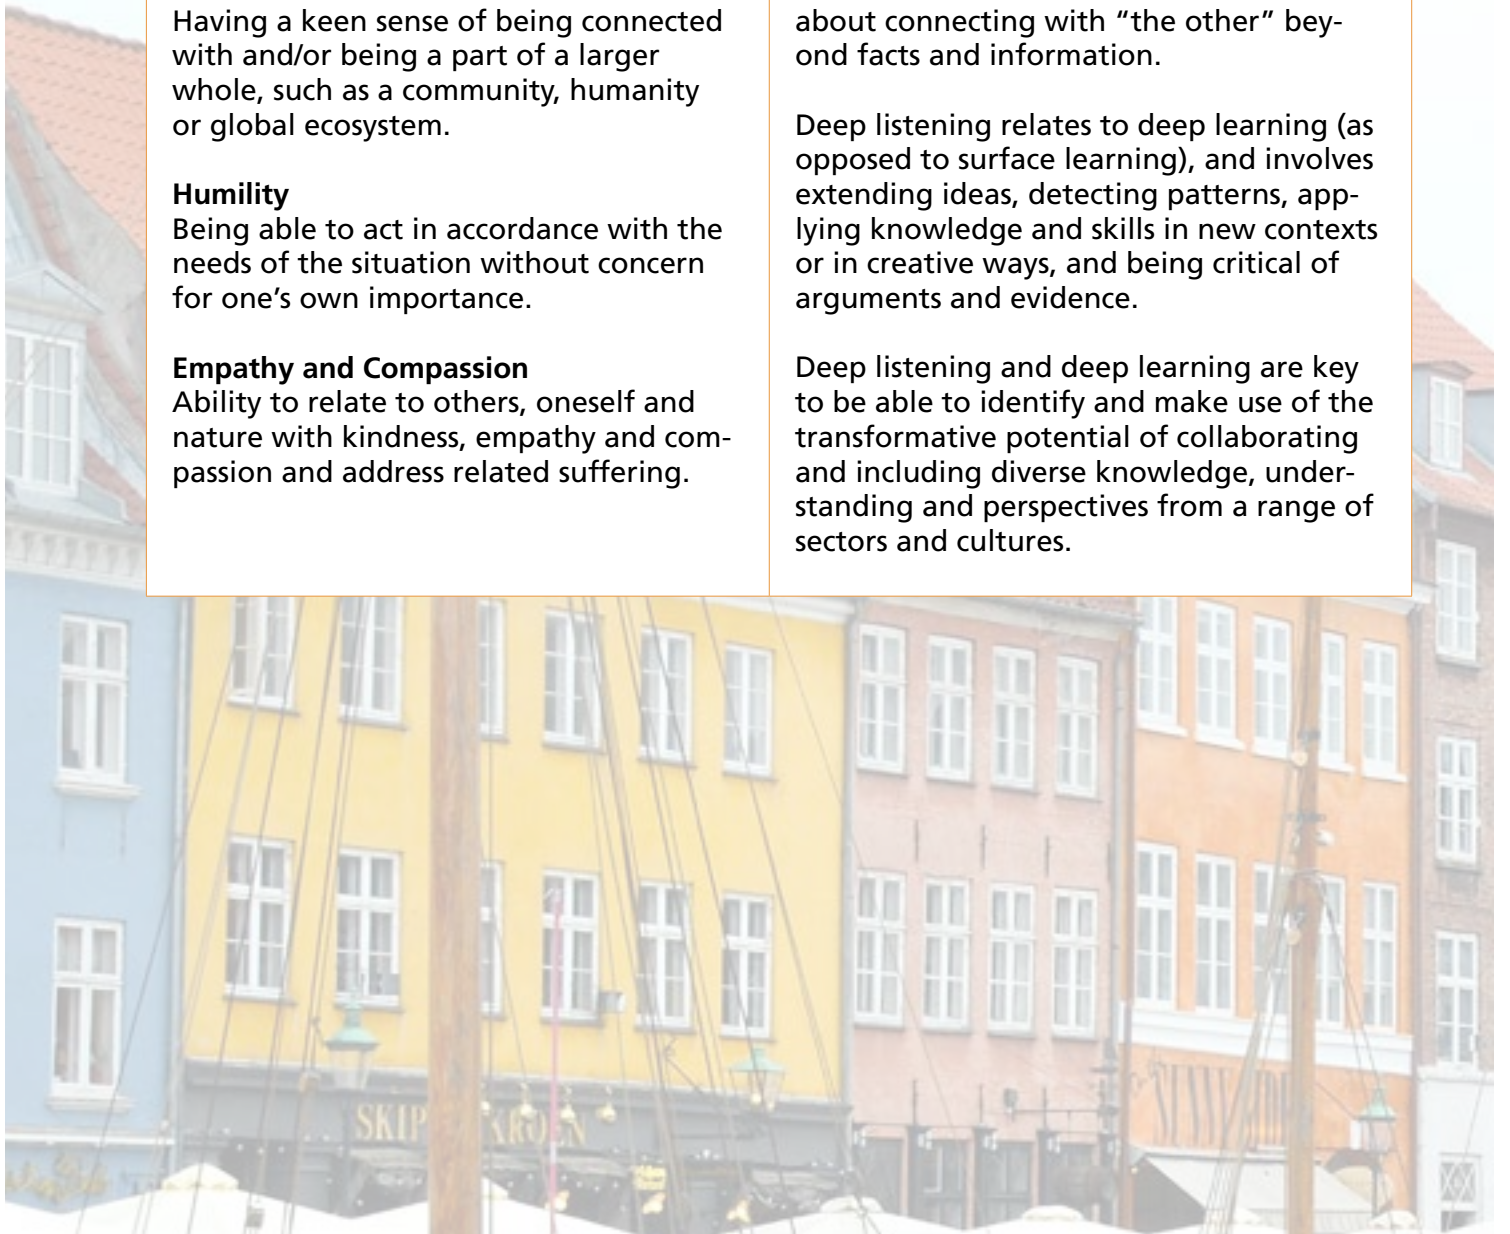 Having a keen sense of being connected
with and/or being a part of a larger
whole, such as a community, humanity
or global ecosystem.
Humility
Being able to act in accordance with the
needs of the situation without concern
for one’s own importance.
Empathy and Compassion
Ability to relate to others, oneself and
nature with kindness, empathy and com-
passion and address related suffering.
about connecting with “the other” bey-
ond facts and information.
Deep listening relates to deep learning (as
opposed to surface learning), and involves
extending ideas, detecting patterns, app-
lying knowledge and skills in new contexts
or in creative ways, and being critical of
arguments and evidence.
Deep listening and deep learning are key
to be able to identify and make use of the
transformative potential of collaborating
and including diverse knowledge, under-
standing and perspectives from a range of
sectors and cultures.